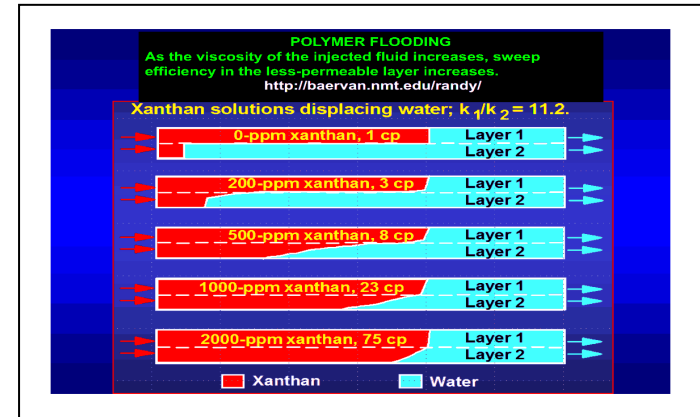 POLYMER FLOODING
As the viscosity of the injected fluid increases, sweep
efficiency in the less-permeable layer increases.
http://baervan.nmt.edu/randy/
Xanthan solutions displacing water; k 1/k 2 = 11.2.
0-ppm xanthan, 1 cp Layer 1
Layer 2
200-ppm xanthan, 3 cp Layer 1
Layer 2
500-ppm xanthan, 8 cp Layer 1
Layer 2
1000-ppm xanthan, 23 cp Layer 1
Layer 2
2000-ppm xanthan, 75 cp Layer 1
Layer 2
Xanthan Water